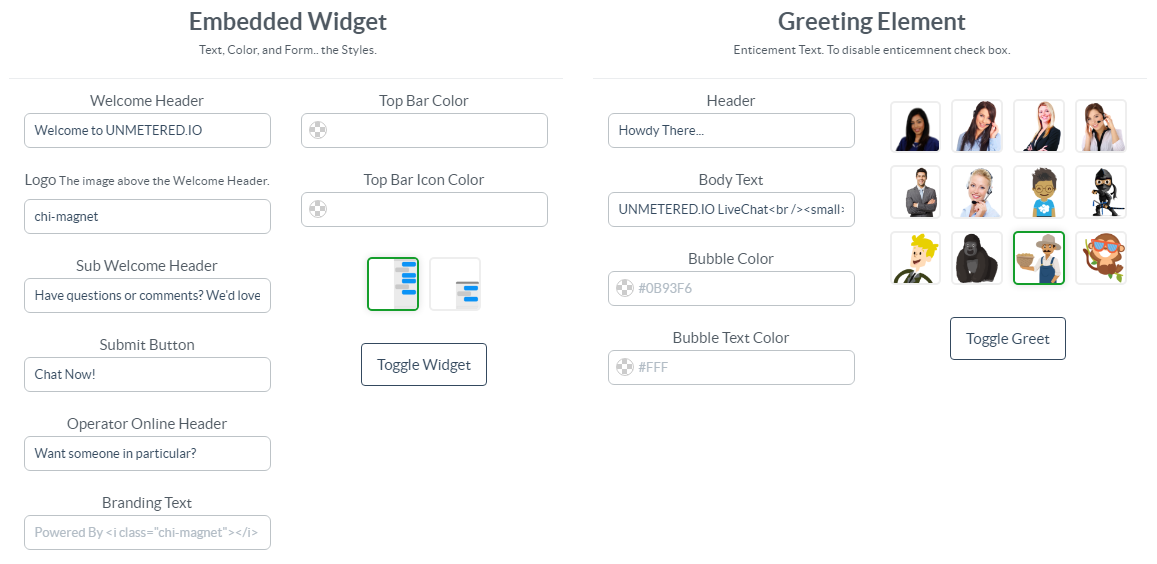 Embedded Widget
Text, Color, and Form.. the Styles.
Welcome Header
Welcome to UNMETERED.IO
Logo The image above the Welcome Header.
chi-magnet
Sub Welcome Header
Have questions or comments? We'd love
Submit Button
Chat Now!
Operator Online Header
Want someone in particular?
Branding Text
Powered By <i class="chi-magnet"></i>
Top Bar Color
Top Bar Icon Color
Toggle Widget
Greeting Element
Enticement Text. To disable enticemnent check box.
Header
Howdy There...
Body Text
UNMETERED.IO LiveChat<br /><small>
Bubble Color
#0B93F6
Bubble Text Color
#FFF
Toggle Greet